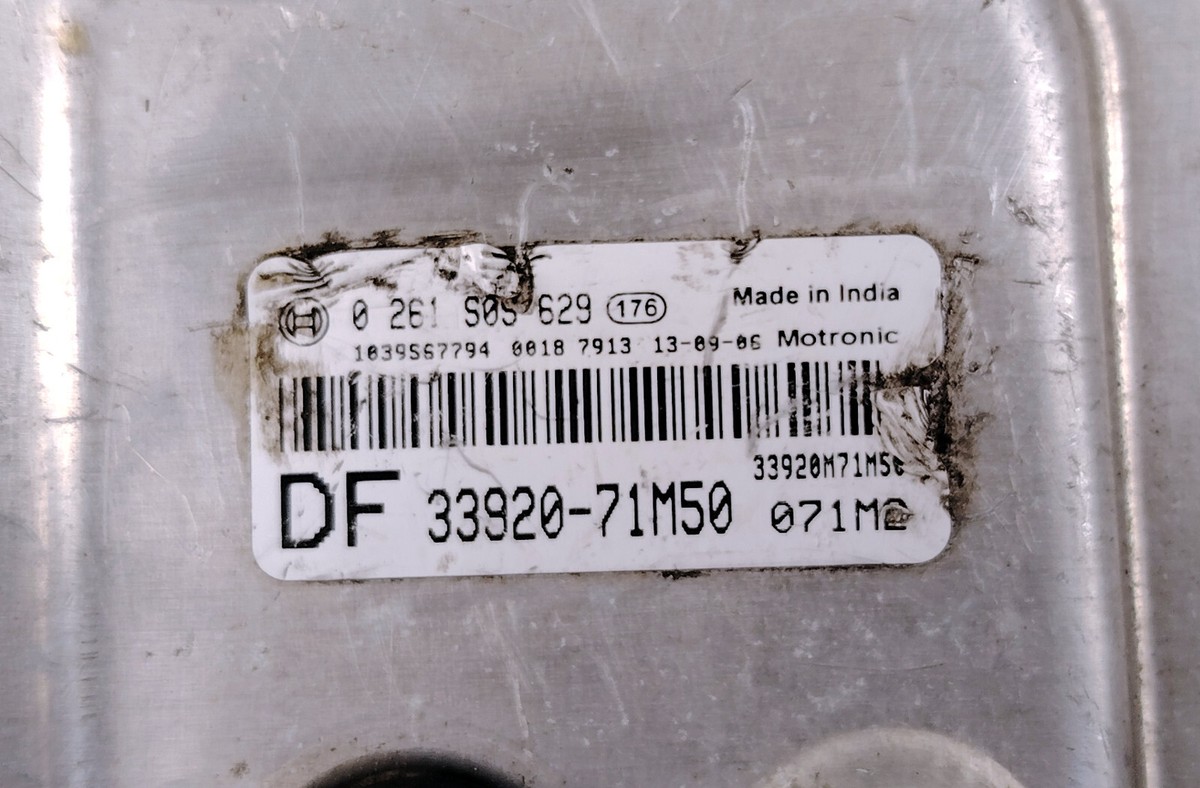 0 261 S05 629 176 Made in India
1039S67794 0018 7913 13-09-06 Motronic
33920M71M50
DF 33920-71M50 071M2